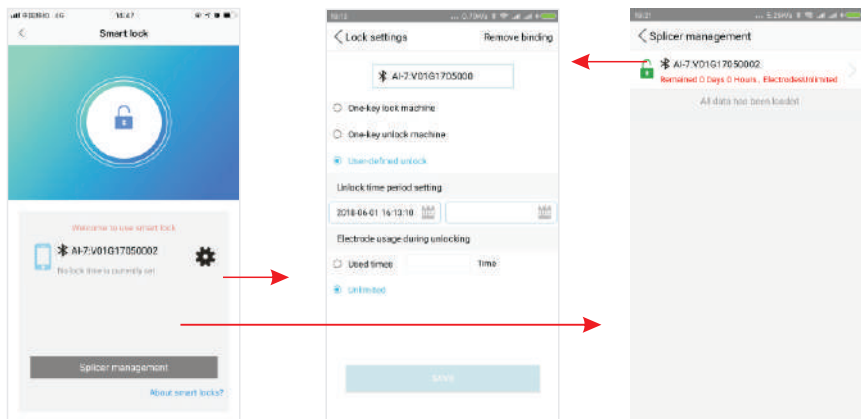 16:47
Smart lock
Welcome to use smart lock
AI-7:V01G17050002
No lock time is currently set
Splicer management
About smart locks?
Lock settings
Remove binding
AI-7:V01G1705000
One-key lock machine
One-key unlock machine
User-defined unlock
Unlock time period setting
2018-06-01 16:13:10
Electrode usage during unlocking
Used times
Time
Unlimited
SAVE
Splicer management
AI-7:V01G17050002
Remained 0 Days 0 Hours, ElectrodesUnlimited
All data has been loaded